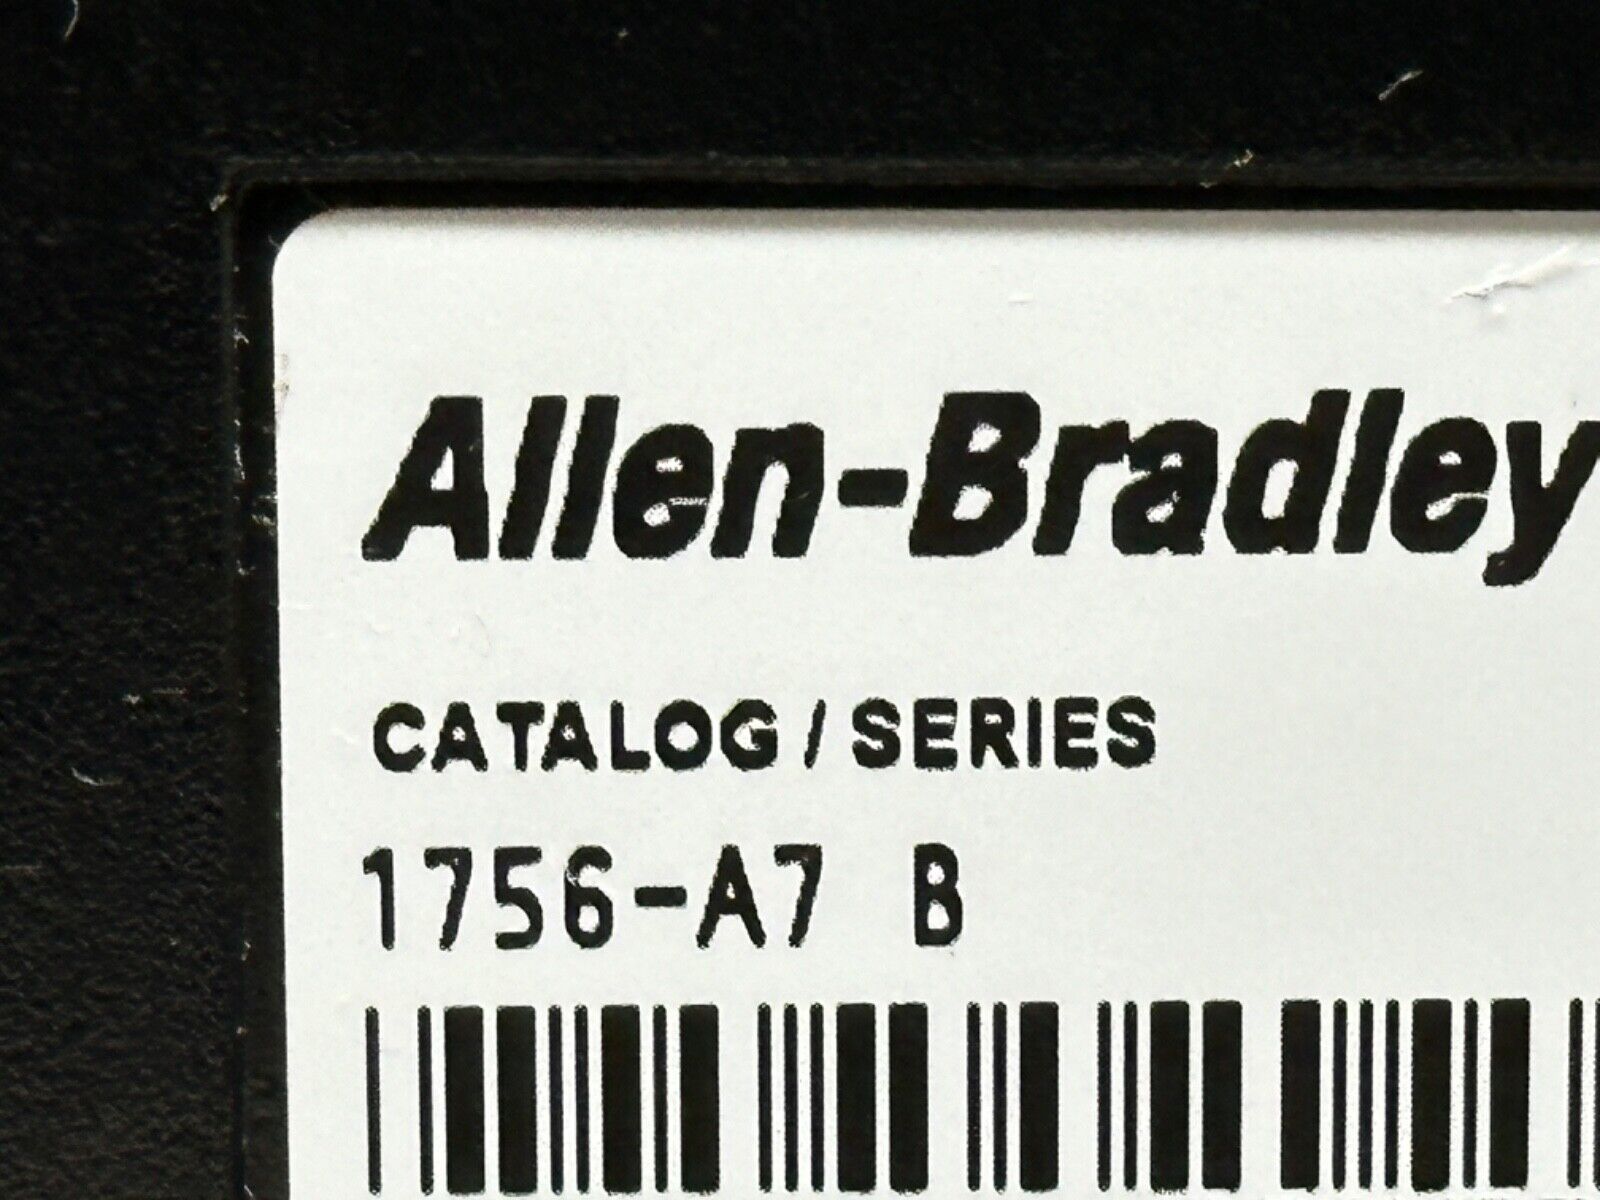 Allen-Bradley
CATALOG / SERIES
1756-A7 B